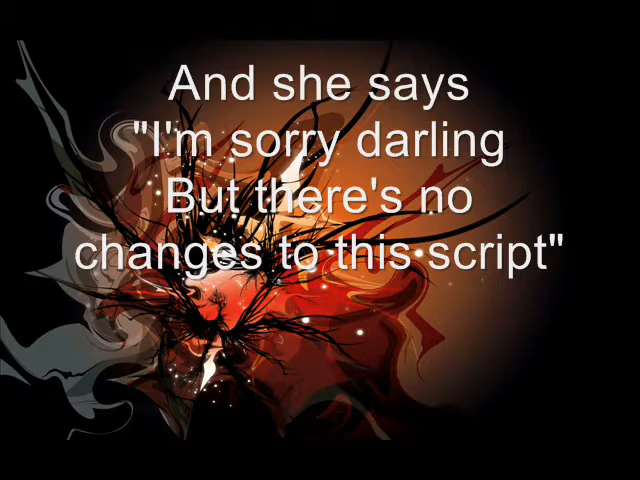 And she says
"I'm sorry darling
But there's no
changes to this script"